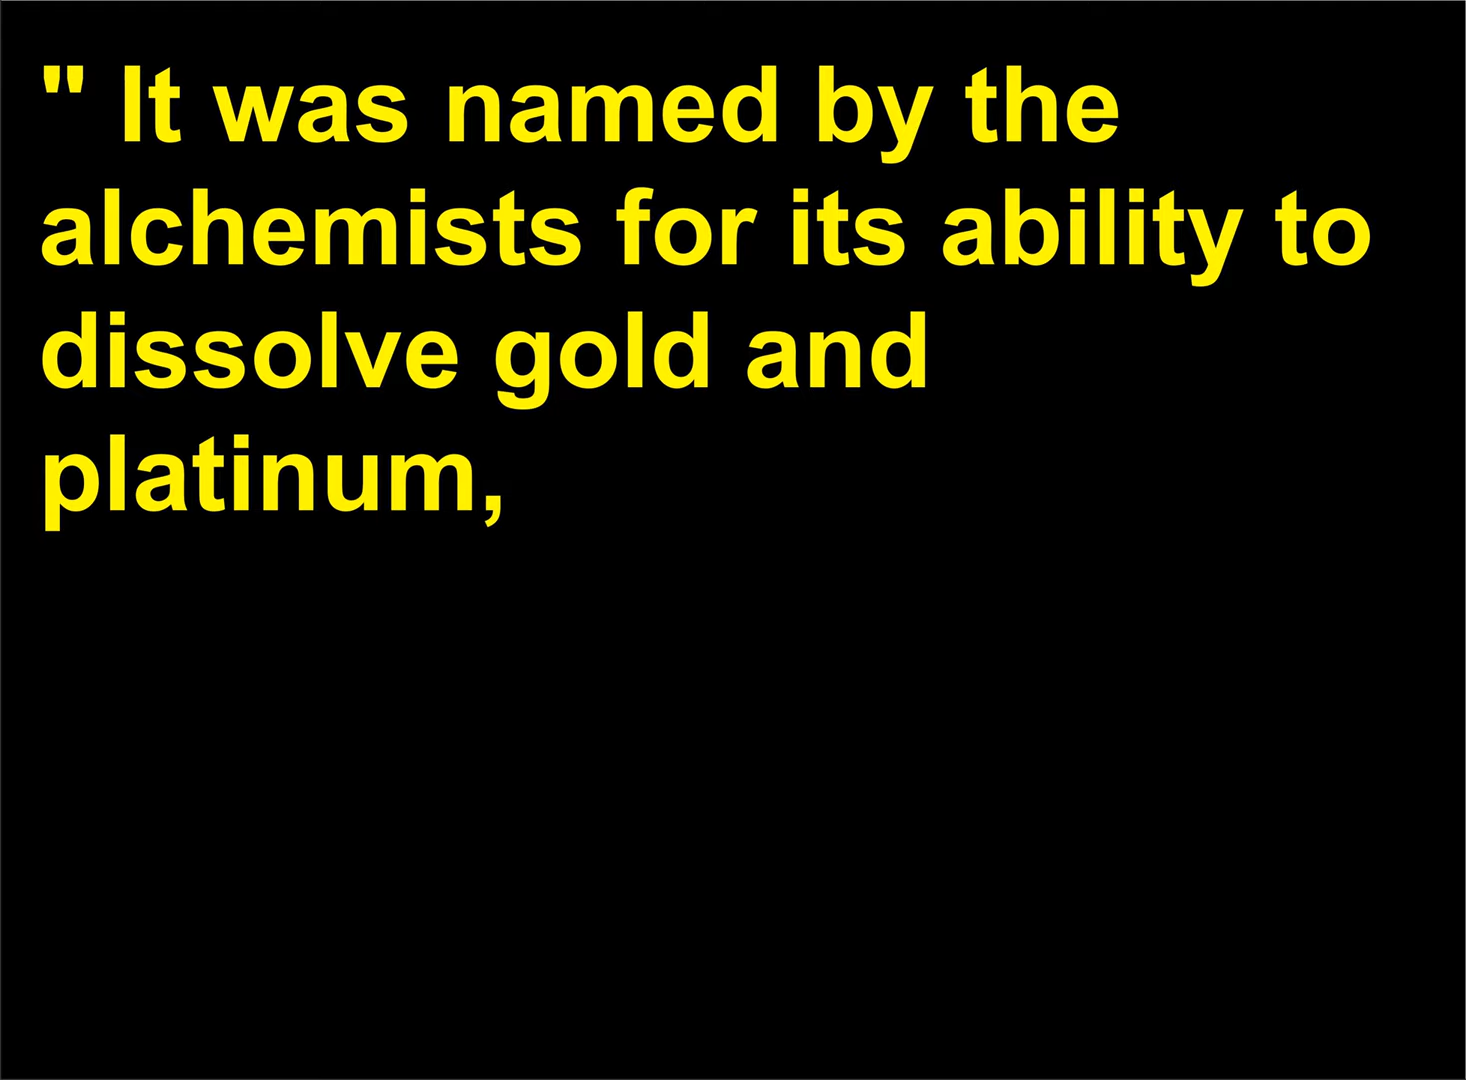 " It was named by the
alchemists for its ability to
dissolve gold and
platinum,